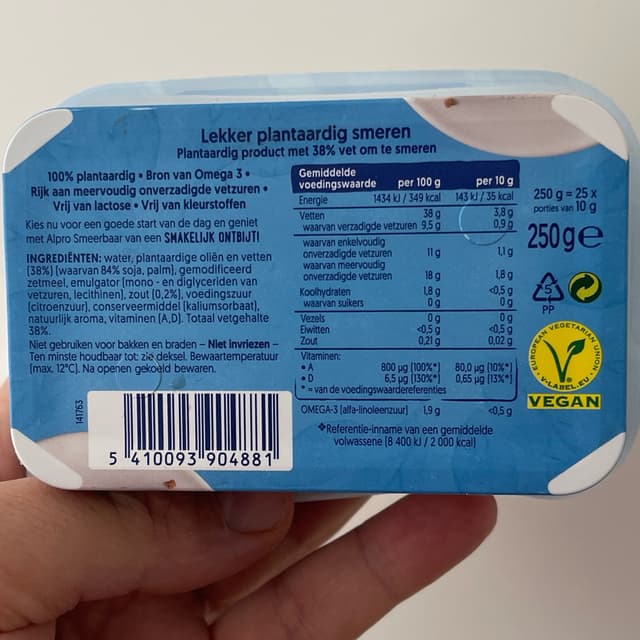 Lekker plantaardig smeren
Plantaardig product met 38% vet om te smeren
100% plantaardig • Bron van Omega 3 •
Rijk aan meervoudig onverzadigde vetzuren •
Vrij van lactose • Vrij van kleurstoffen
Kies nu voor een goede start van de dag en geniet
met Alpro Smeerbaar van een SMAKELIJK ONTBIJT!
INGREDIËNTEN: water, plantaardige oliën en vetten
(38%) (waarvan 84% soja, palm), gemodificeerd
zetmeel, emulgator (mono - en diglyceriden van
vetzuren, lecithinen), zout (0,2%), voedingszuur
(citroenzuur), conserveermiddel (kaliumsorbaat),
natuurlijk aroma, vitaminen (A,D). Totaal vetgehalte
38%.
Niet gebruiken voor bakken en braden – Niet invriezen –
Ten minste houdbaar tot: zie deksel. Bewaartemperatuur
(max. 12°C). Na openen gekoeld bewaren.
141763
5 410093 904881
Gemiddelde
voedingswaarde per 100 g per 10 g
Energie 1434 kJ / 349 kcal 143 kJ / 35 kcal
Vetten 38 g 3,8 g
waarvan verzadigde vetzuren 9,5 g 0,9 g
waarvan enkelvoudig
onverzadigde vetzuren 11 g 1,1 g
waarvan meervoudig
onverzadigde vetzuren 18 g 1,8 g
Koolhydraten 1,8 g <0,5 g
waarvan suikers 0 g 0 g
Vezels 0 g 0 g
Eiwitten <0,5 g <0,5 g
Zout 0,21 g 0,02 g
Vitaminen:
• A 800 µg (100%*) 80,0 µg (10%*)
• D 6,5 µg (130%*) 0,65 µg (13%*)
* = van de voedingswaardereferenties
OMEGA-3 (alfa-linoleenzuur) 1,9 g <0,5 g
❖Referentie-inname van een gemiddelde
volwassene (8 400 kJ / 2 000 kcal)
250 g = 25 x
porties van 10 g
250 g e
PP
EUROPEAN VEGETARIAN UNION
V-LABEL.EU
VEGAN